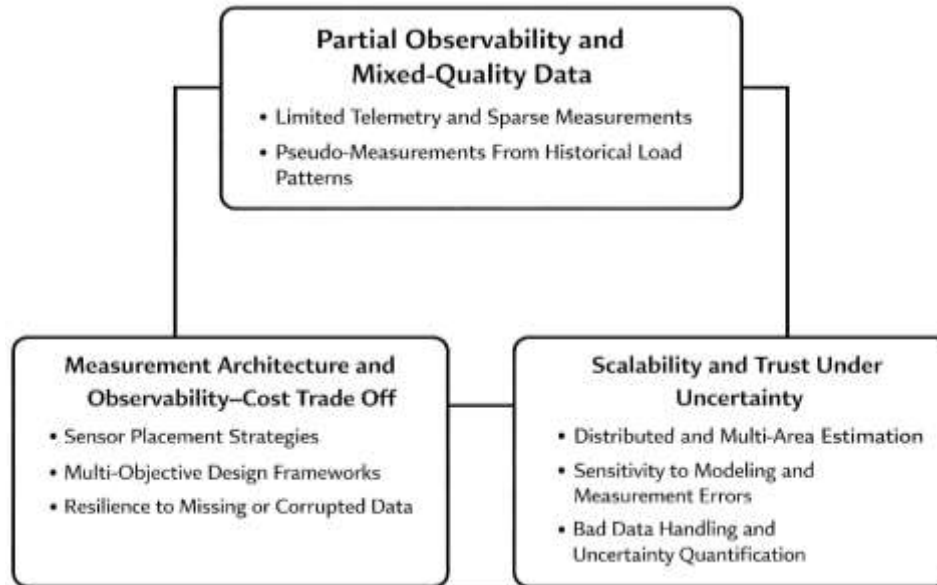 Partial Observability and
Mixed-Quality Data
• Limited Telemetry and Sparse Measurements
• Pseudo-Measurements From Historical Load
Patterns
Measurement Architecture and
Observability–Cost Trade Off
• Sensor Placement Strategies
• Multi-Objective Design Frameworks
• Resilience to Missing or Corrupted Data
Scalability and Trust Under
Uncertainty
• Distributed and Multi-Area Estimation
• Sensitivity to Modeling and
Measurement Errors
• Bad Data Handling and
Uncertainty Quantification